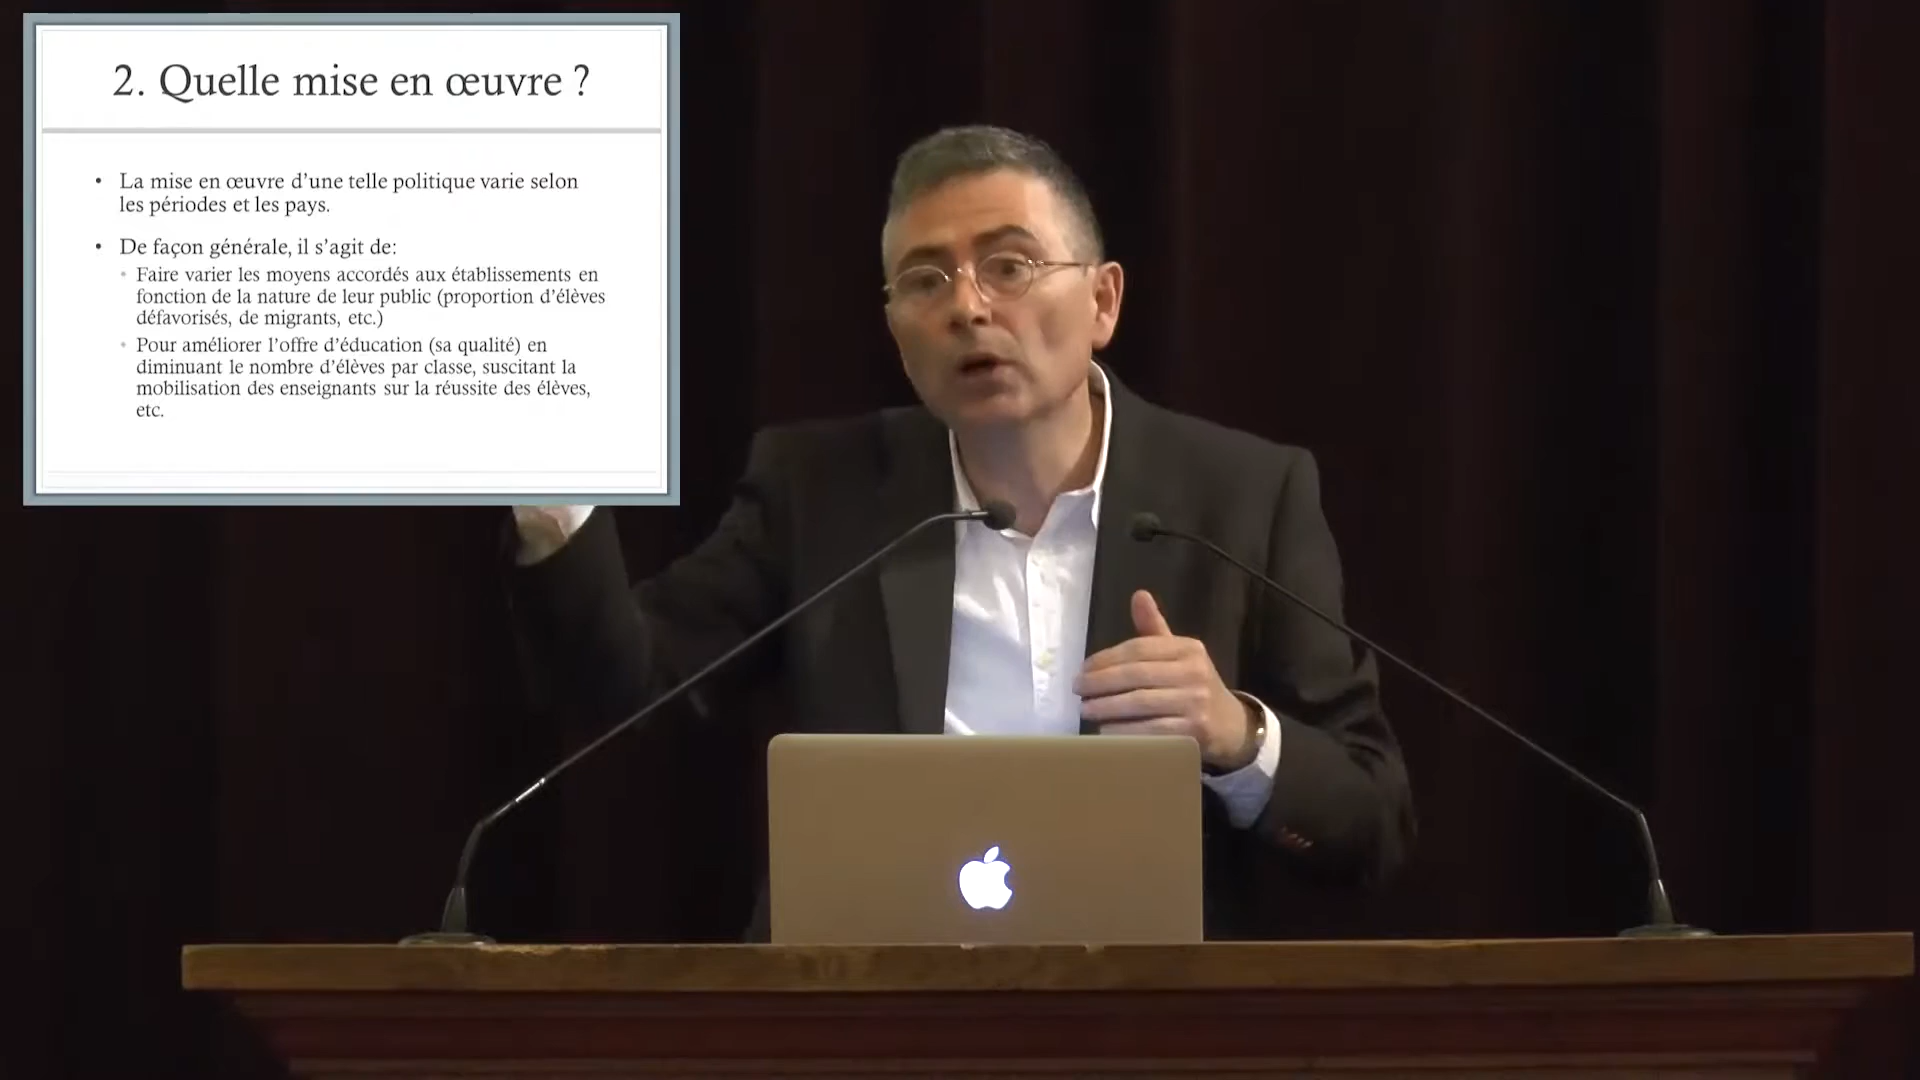 2. Quelle mise en œuvre ?
• La mise en œuvre d’une telle politique varie selon
les périodes et les pays.
• De façon générale, il s’agit de:
• Faire varier les moyens accordés aux établissements en
fonction de la nature de leur public (proportion d’élèves
défavorisés, de migrants, etc.)
• Pour améliorer l’offre d’éducation (sa qualité) en
diminuant le nombre d’élèves par classe, suscitant la
mobilisation des enseignants sur la réussite des élèves,
etc.